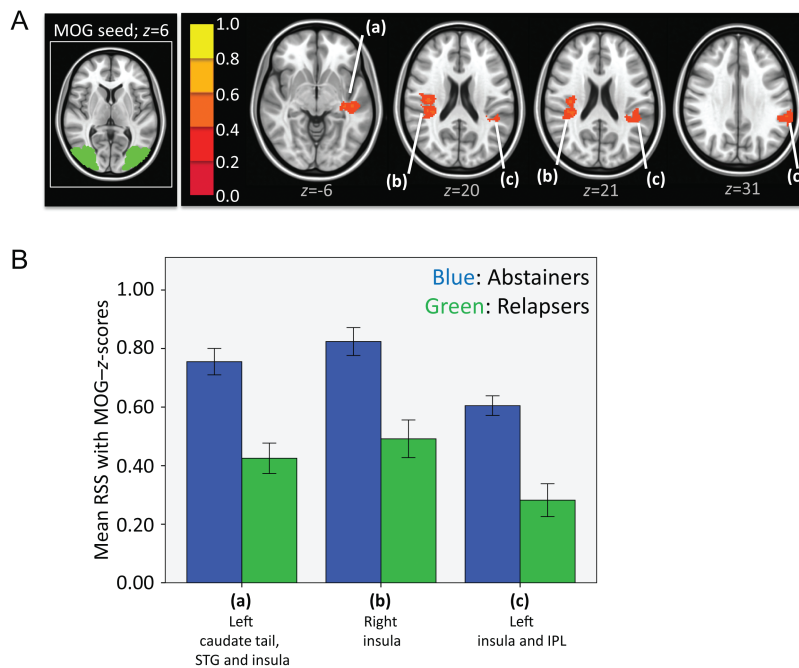 A
MOG seed; z=6
1.0
0.8
0.6
0.4
0.2
0.0
(a)
(b)
(c)
(b)
(c)
(c
z=-6
z=20
z=21
z=31
B
Mean RSS with MOG–z-scores
1.00
0.80
0.60
0.40
0.20
0.00
Blue: Abstainers
Green: Relapsers
(a)
Left
caudate tail,
STG and insula
(b)
Right
insula
(c)
Left
insula and IPL